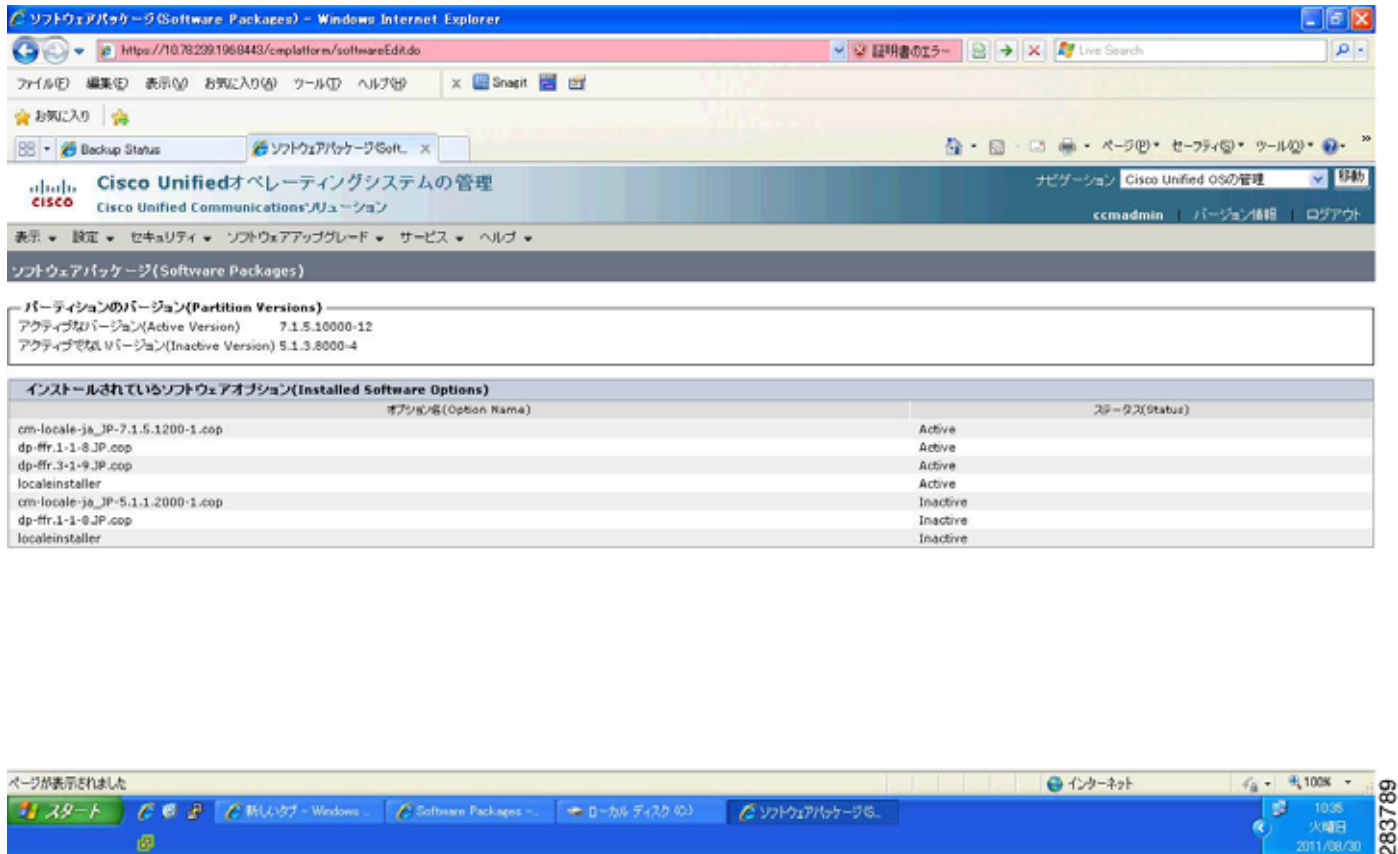 ソフトウェアパッケージ(Software Packages) - Windows Internet Explorer
https://10.78.239.196:8443/cmplatform/softwareEdit.do 証明書のエラー Live Search
ファイル(F) 編集(E) 表示(V) お気に入り(A) ツール(T) ヘルプ(H) x Snagit
お気に入り
Backup Status ソフトウェアパッケージ(Soft... x ページ(P) セーフティ(S) ツール(O) »
CISCO
Cisco Unifiedオペレーティングシステムの管理
Cisco Unified Communicationsソリューション
ナビゲーション Cisco Unified OSの管理 移動
ccmadmin | バージョン情報 | ログアウト
表示 設定 セキュリティ ソフトウェアアップグレード サービス ヘルプ
ソフトウェアパッケージ(Software Packages)
パーティションのバージョン(Partition Versions)
アクティブなバージョン(Active Version) 7.1.5.10000-12
アクティブでないバージョン(Inactive Version) 5.1.3.8000-4
インストールされているソフトウェアオプション(Installed Software Options)
オプション名(Option Name) ステータス(Status)
cm-locale-ja_JP-7.1.5.1200-1.cop Active
dp-ffr.1-1-8.JP.cop Active
dp-ffr.3-1-9.JP.cop Active
localeinstaller Active
cm-locale-ja_JP-5.1.1.2000-1.cop Inactive
dp-ffr.1-1-8.JP.cop Inactive
localeinstaller Inactive
ページが表示されました インターネット 100%
スタート 新しいタブ - Windows ... Software Packages - ... ローカル ディスク (C:) ソフトウェアパッケージ(S...
10:35
火曜日
2011/08/30
283789